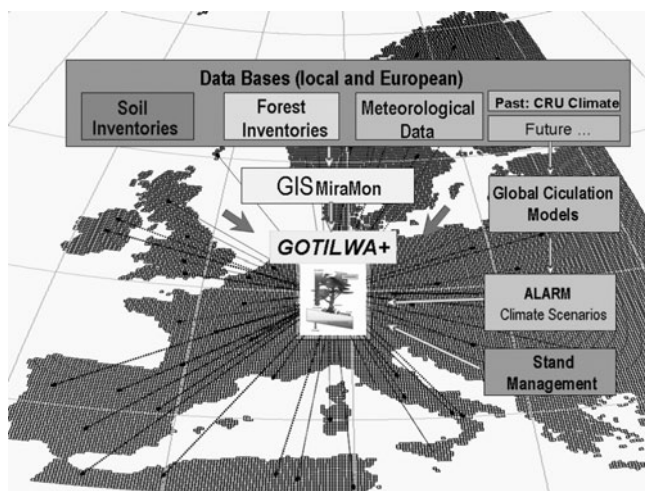 Data Bases (local and European)
Soil
Inventories
Forest
Inventories
Meteorological
Data
Past: CRU Climate
Future ...
GIS MiraMon
Global Ciculation
Models
GOTILWA+
ALARM
Climate Scenarios
Stand
Management